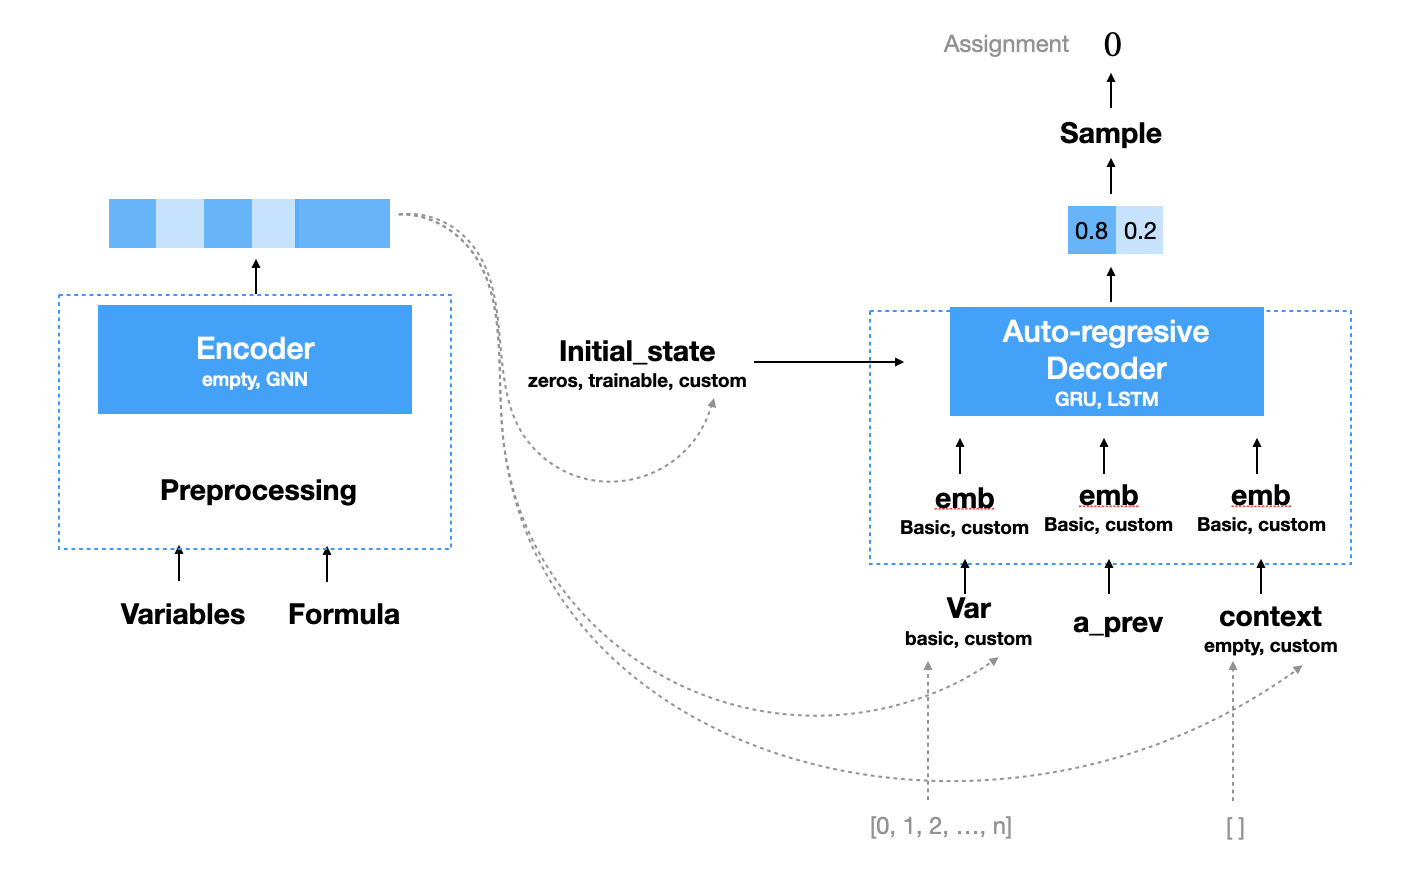 Assignment 0
Sample
0.8 0.2
Encoder
empty, GNN
Preprocessing
Variables Formula
Initial_state
zeros, trainable, custom
Auto-regresive
Decoder
GRU, LSTM
emb emb emb
Basic, custom Basic, custom Basic, custom
Var a_prev context
basic, custom empty, custom
[0, 1, 2, …, n] [ ]